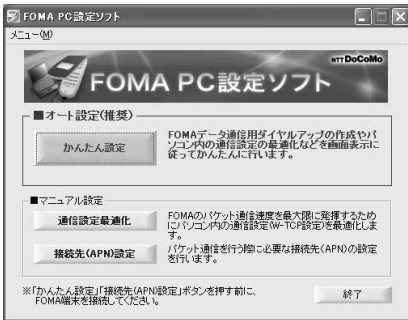 FOMA PC設定ソフト
メニュー(M)
NTT DoCoMo
FOMA PC設定ソフト
■オート設定(推奨)
かんたん設定
FOMAデータ通信用ダイヤルアップの作成やパ
ソコン内の通信設定の最適化などを画面表示に
従ってかんたんに行います。
■マニュアル設定
通信設定最適化
FOMAのパケット通信速度を最大限に発揮するため
にパソコン内の通信設定(W-TCP設定)を最適化しま
す。
接続先(APN)設定
パケット通信を行う際に必要な接続先(APN)の設定
を行います。
※「かんたん設定」「接続先(APN)設定」ボタンを押す前に、
FOMA端末を接続してください。
終了